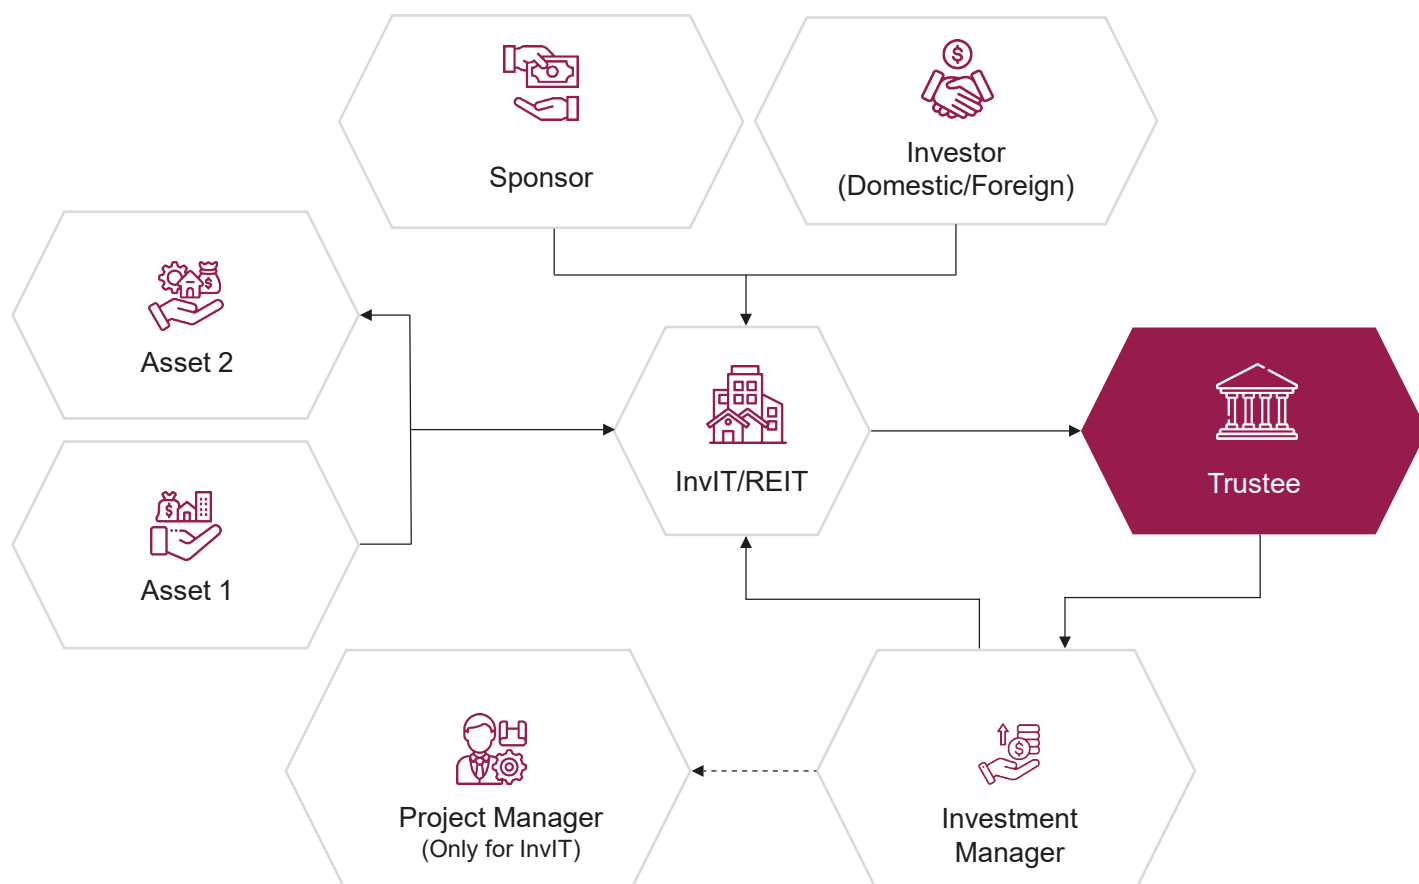 Sponsor
Investor
(Domestic/Foreign)
Asset 2
InvIT/REIT
Trustee
Asset 1
Project Manager
(Only for InvIT)
Investment
Manager